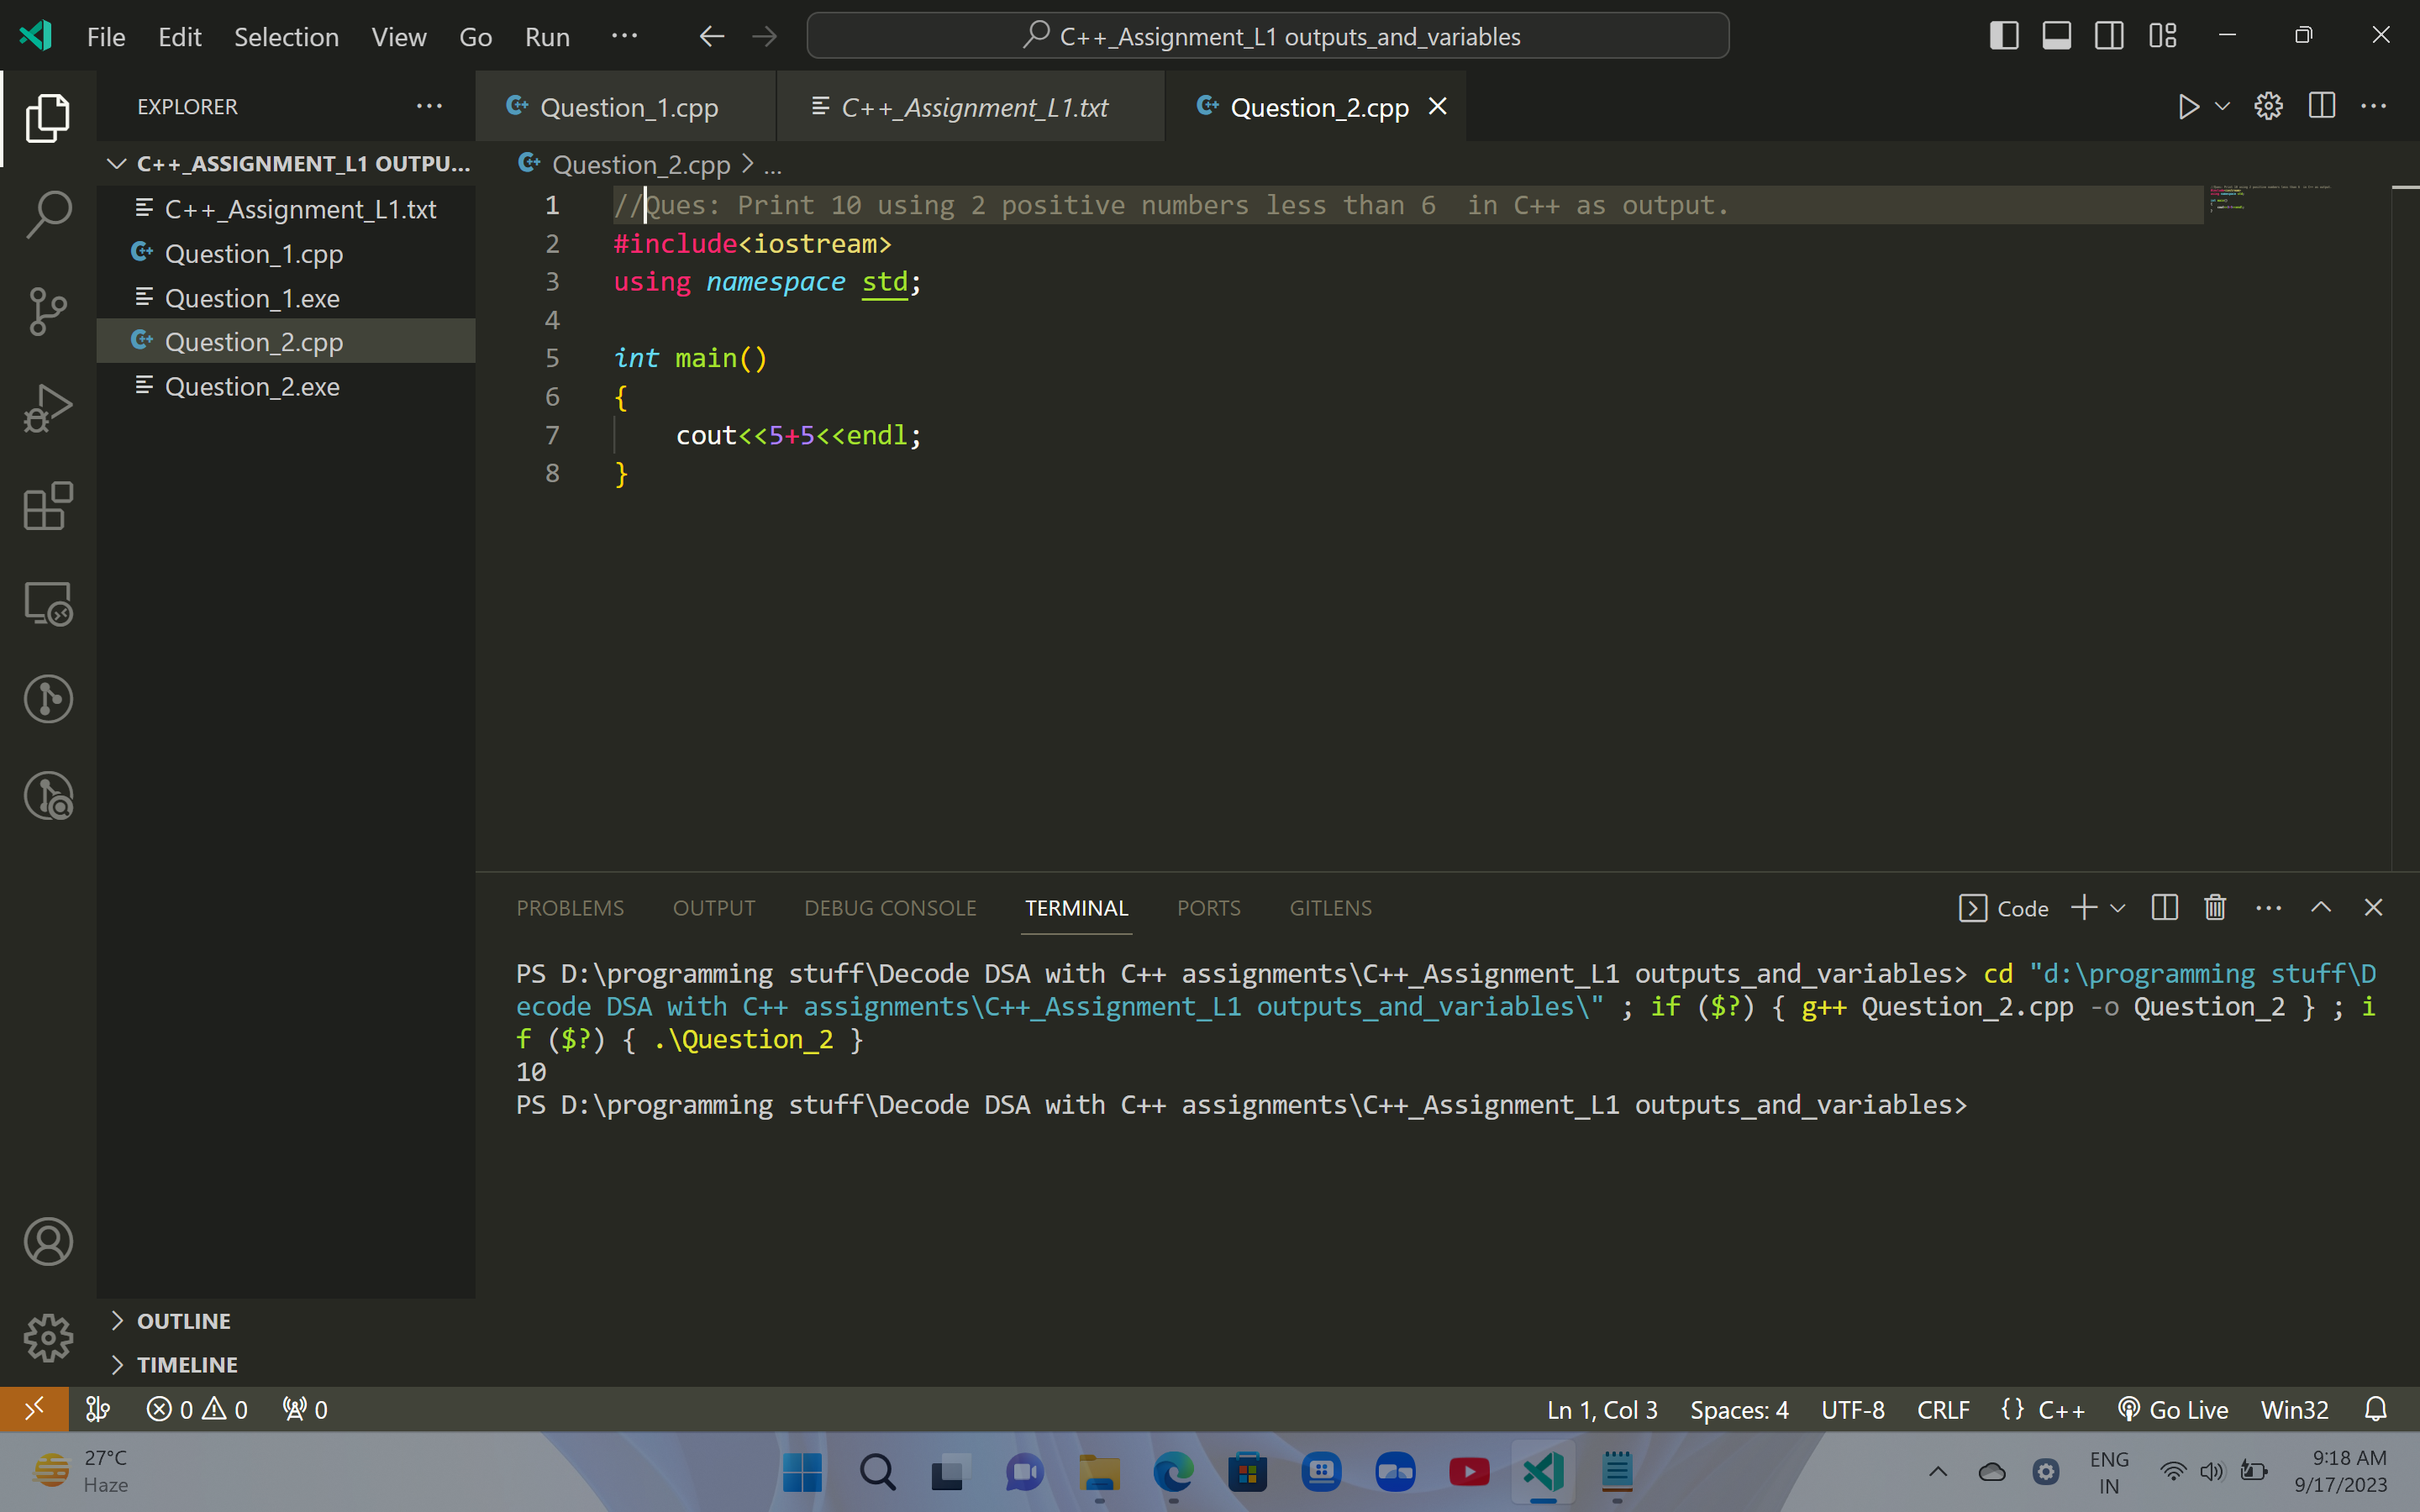 File Edit Selection View Go Run ··· C++_Assignment_L1 outputs_and_variables
EXPLORER ···
C++_ASSIGNMENT_L1 OUTPU...
C++_Assignment_L1.txt
Question_1.cpp
Question_1.exe
Question_2.cpp
Question_2.exe
OUTLINE
TIMELINE
Question_1.cpp C++_Assignment_L1.txt Question_2.cpp
Question_2.cpp > ...
1 //Ques: Print 10 using 2 positive numbers less than 6  in C++ as output.
2 #include<iostream>
3 using namespace std;
4
5 int main()
6 {
7     cout<<5+5<<endl;
8 }
PROBLEMS OUTPUT DEBUG CONSOLE TERMINAL PORTS GITLENS Code
PS D:\programming stuff\Decode DSA with C++ assignments\C++_Assignment_L1 outputs_and_variables> cd "d:\programming stuff\D
ecode DSA with C++ assignments\C++_Assignment_L1 outputs_and_variables\" ; if ($?) { g++ Question_2.cpp -o Question_2 } ; i
f ($?) { .\Question_2 }
10
PS D:\programming stuff\Decode DSA with C++ assignments\C++_Assignment_L1 outputs_and_variables>
0 0 0 Ln 1, Col 3 Spaces: 4 UTF-8 CRLF {} C++ Go Live Win32
27°C
Haze
ENG
IN
9:18 AM
9/17/2023